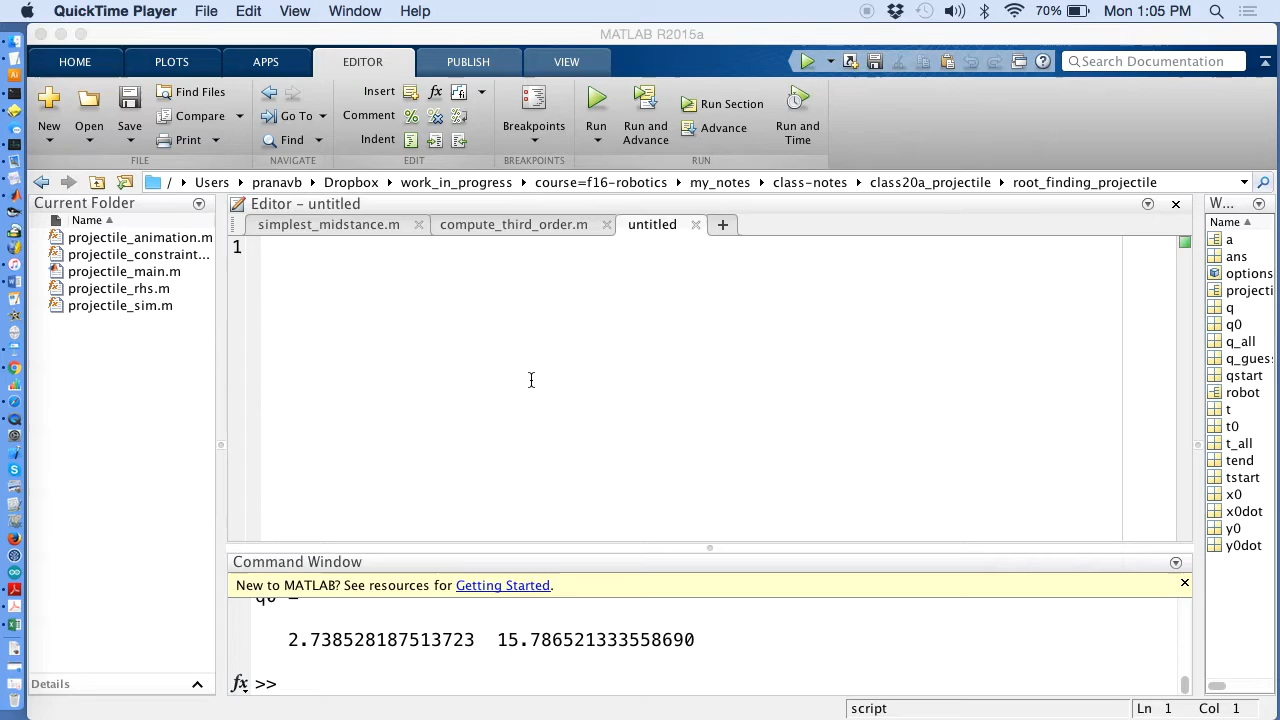 QuickTime Player File Edit View Window Help 70% Mon 1:05 PM
MATLAB R2015a
HOME PLOTS APPS EDITOR PUBLISH VIEW Search Documentation
New Open Save Find Files Compare Print
Insert fx Comment Indent Go To Find
Breakpoints Run Run and Advance Run Section Advance Run and Time
FILE NAVIGATE EDIT BREAKPOINTS RUN
/ Users pranavb Dropbox work_in_progress course=f16-robotics my_notes class-notes class20a_projectile root_finding_projectile
Current Folder
Name
projectile_animation.m
projectile_constraint...
projectile_main.m
projectile_rhs.m
projectile_sim.m
Details
Editor - untitled
simplest_midstance.m compute_third_order.m untitled
1
Command Window
New to MATLAB? See resources for Getting Started.
2.738528187513723 15.786521333558690
fx >>
W...
Name
a
ans
options
projecti
q
q0
q_all
q_gues
qstart
robot
t
t0
t_all
tend
tstart
x0
x0dot
y0
y0dot
script Ln 1 Col 1